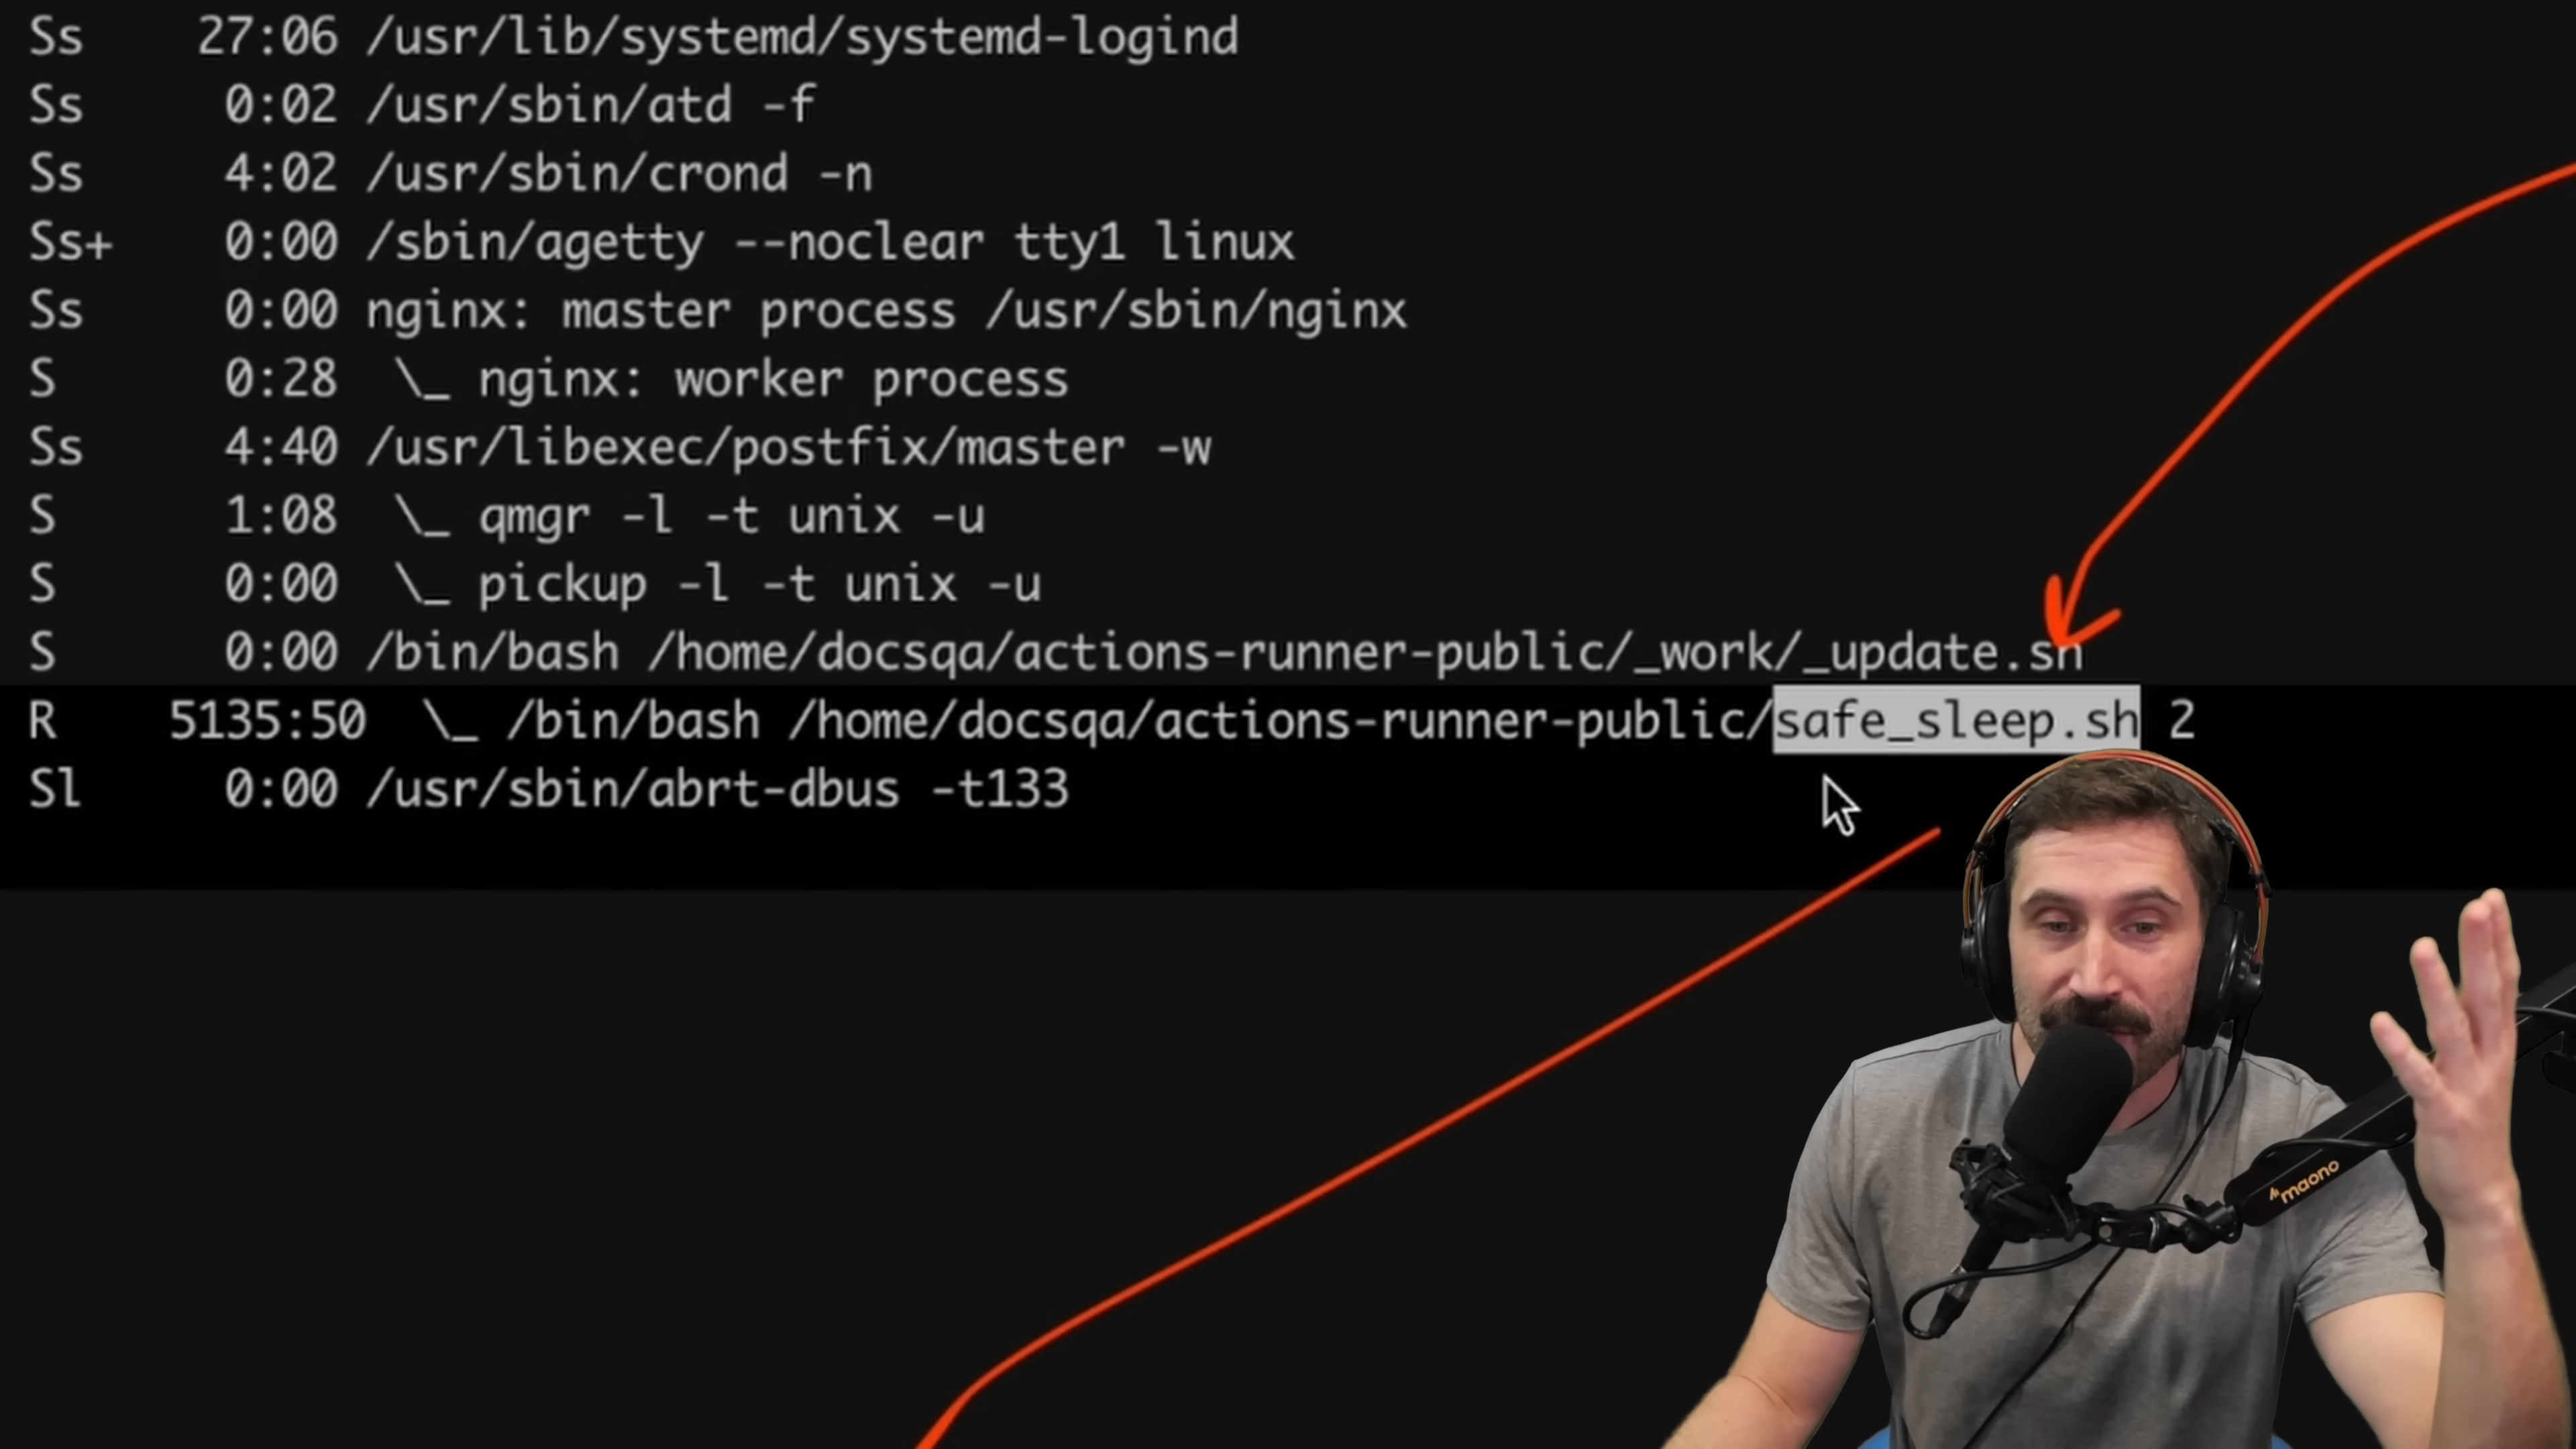 Ss 27:06 /usr/lib/systemd/systemd-logind
Ss 0:02 /usr/sbin/atd -f
Ss 4:02 /usr/sbin/crond -n
Ss+ 0:00 /sbin/agetty --noclear tty1 linux
Ss 0:00 nginx: master process /usr/sbin/nginx
S 0:28 \_ nginx: worker process
Ss 4:40 /usr/libexec/postfix/master -w
S 1:08 \_ qmgr -l -t unix -u
S 0:00 \_ pickup -l -t unix -u
S 0:00 /bin/bash /home/docsqa/actions-runner-public/_work/_update.sh
R 5135:50 \_ /bin/bash /home/docsqa/actions-runner-public/safe_sleep.sh 2
Sl 0:00 /usr/sbin/abrt-dbus -t133
maono